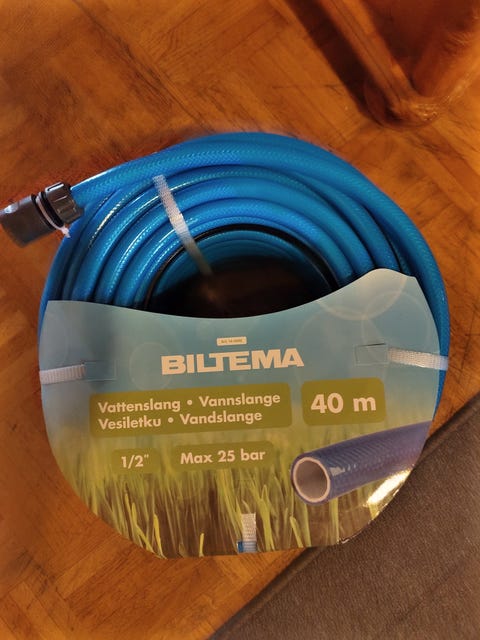 BILTEMA
Vattenslang • Vannslange
Vesiletku • Vandslange
40 m
1/2"
Max 25 bar